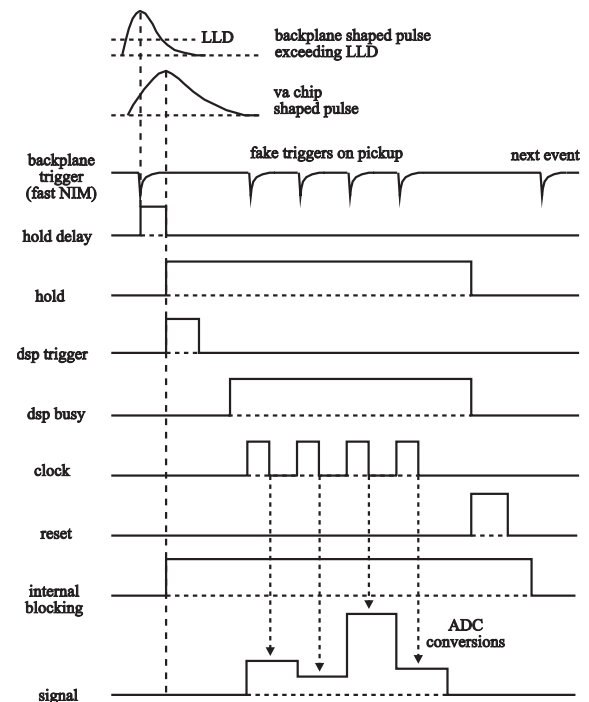 LLD
backplane shaped pulse
exceeding LLD
va chip
shaped pulse
backplane
trigger
(fast NIM)
fake triggers on pickup
next event
hold delay
hold
dsp trigger
dsp busy
clock
reset
internal
blocking
ADC
conversions
signal